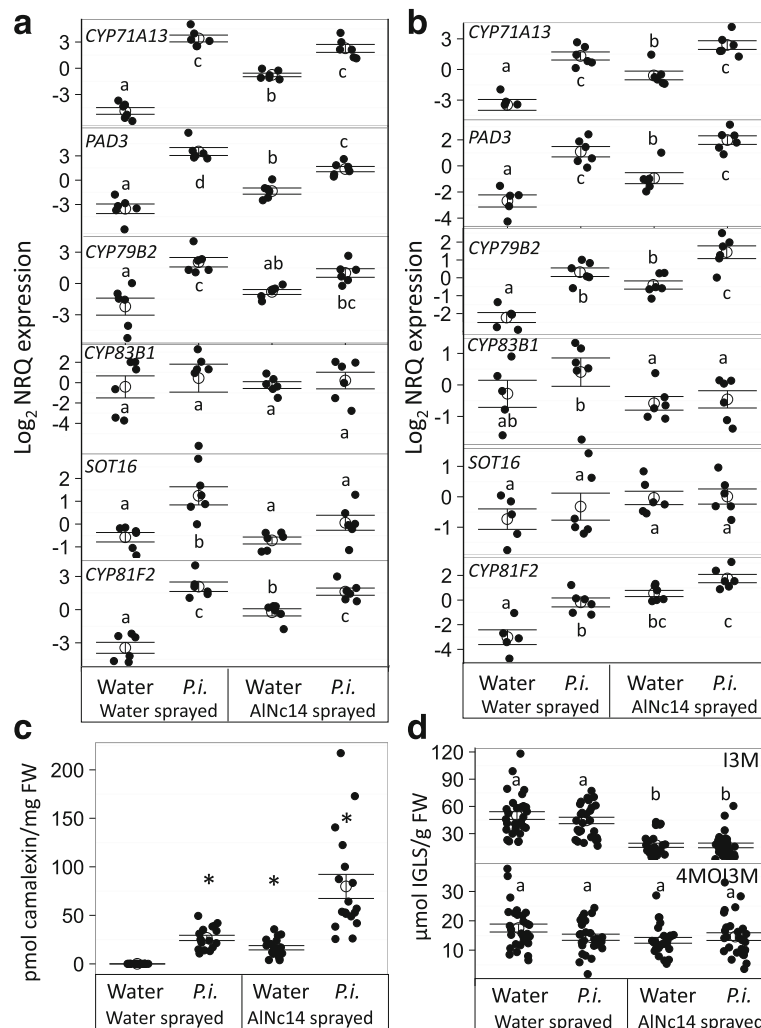 a
Log2 NRQ expression
CYP71A13
3
0
-3
a
c
b
c
PAD3
3
0
-3
a
d
b
c
CYP79B2
3
0
-3
a
c
ab
bc
CYP83B1
2
0
-2
-4
a
a
a
a
SOT16
2
1
0
-1
a
b
a
a
CYP81F2
3
0
-3
a
c
b
c
Water P.i. Water P.i.
Water sprayed AlNc14 sprayed
b
Log2 NRQ expression
CYP71A13
3
0
-3
a
c
b
c
PAD3
2
0
-2
-4
a
c
b
c
CYP79B2
2
1
0
-1
-2
a
b
b
c
CYP83B1
1
0
-1
ab
b
a
a
SOT16
1
0
-1
a
a
a
a
CYP81F2
2
0
-2
-4
a
b
bc
c
Water P.i. Water P.i.
Water sprayed AlNc14 sprayed
c
pmol camalexin/mg FW
200
150
100
50
0
*
*
*
Water P.i. Water P.i.
Water sprayed AlNc14 sprayed
d
µmol IGLS/g FW
I3M
120
90
60
30
a
a
b
b
4MOI3M
30
20
10
a
a
a
a
Water P.i. Water P.i.
Water sprayed AlNc14 sprayed